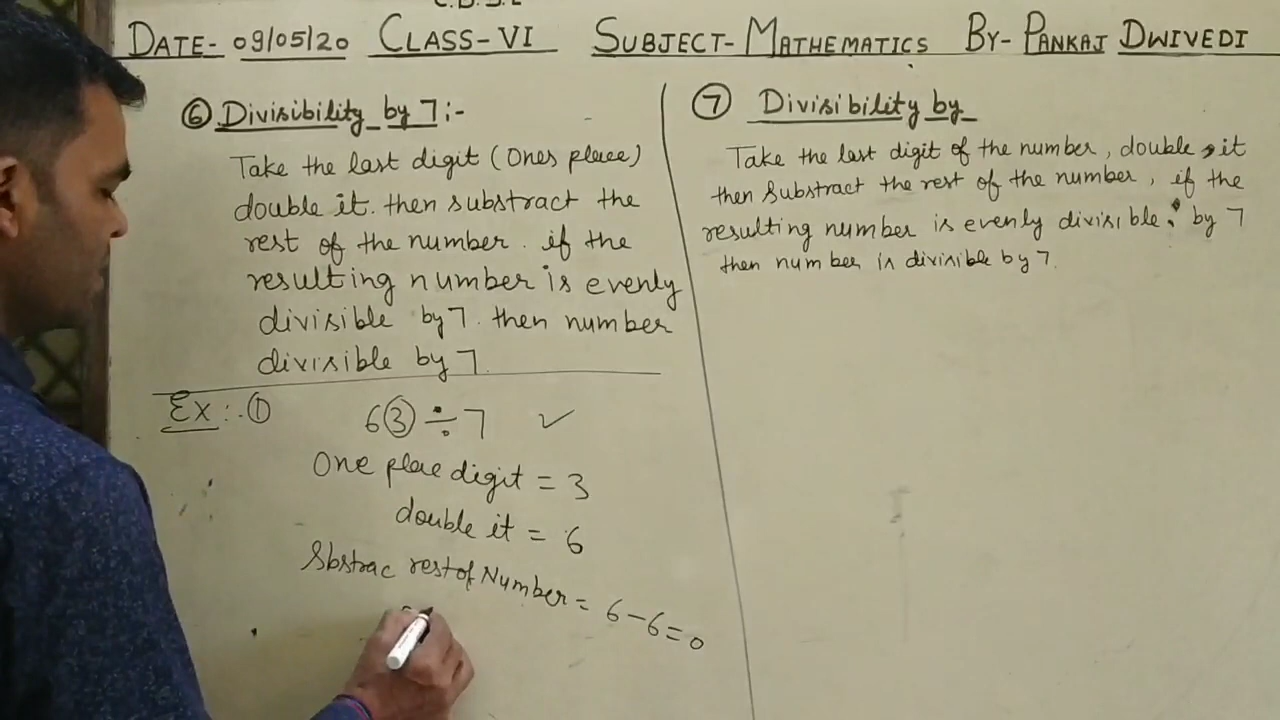 DATE- 09/05/20 CLASS-VI SUBJECT- MATHEMATICS BY- PANKAJ DWIVEDI
⑥ Divisibility by 7:-
Take the last digit (Ones place)
double it. then substract the
rest of the number. if the
resulting number is evenly
divisible by 7. then number
divisible by 7.
Ex:-①
63÷7 ✓
One plae digit = 3
double it = 6
Sbstrac rest of Number = 6-6=0
⑦ Divisibility by
Take the last digit of the number, double it
then substract the rest of the number, if the
resulting number is evenly divisible. by 7
then number is divisible by 7.